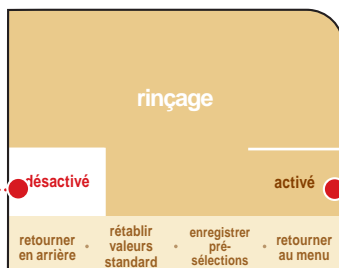 rinçage
désactivé
activé
retourner
en arrière
rétablir
valeurs
standard
enregistrer
pré-
sélections
retourner
au menu